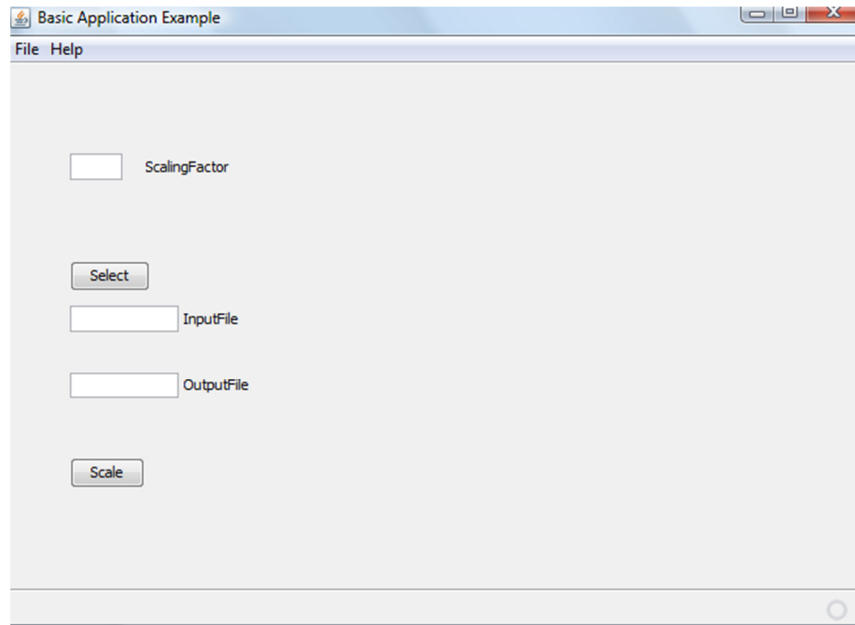 Basic Application Example
File Help
ScalingFactor
Select
InputFile
OutputFile
Scale